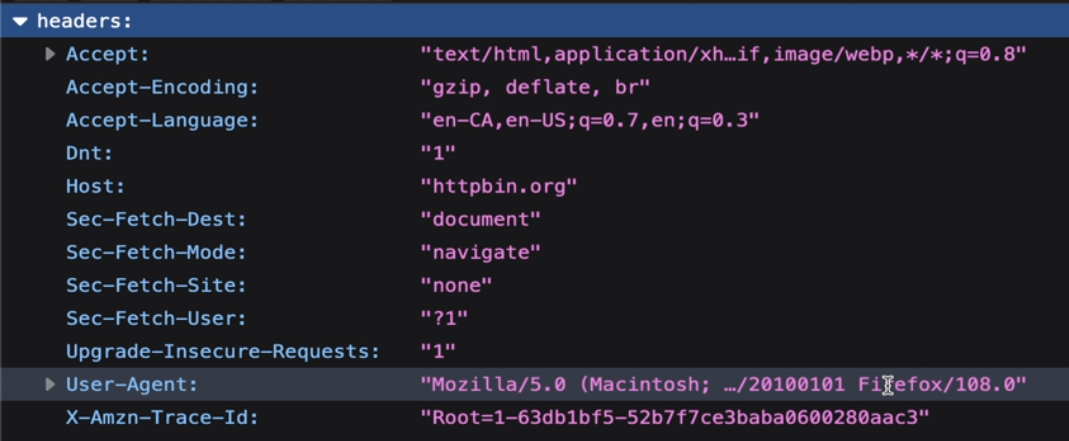 headers:
Accept: "text/html,application/xh…if,image/webp,*/*;q=0.8"
Accept-Encoding: "gzip, deflate, br"
Accept-Language: "en-CA,en-US;q=0.7,en;q=0.3"
Dnt: "1"
Host: "httpbin.org"
Sec-Fetch-Dest: "document"
Sec-Fetch-Mode: "navigate"
Sec-Fetch-Site: "none"
Sec-Fetch-User: "?1"
Upgrade-Insecure-Requests: "1"
User-Agent: "Mozilla/5.0 (Macintosh; …/20100101 Firefox/108.0"
X-Amzn-Trace-Id: "Root=1-63db1bf5-52b7f7ce3baba0600280aac3"